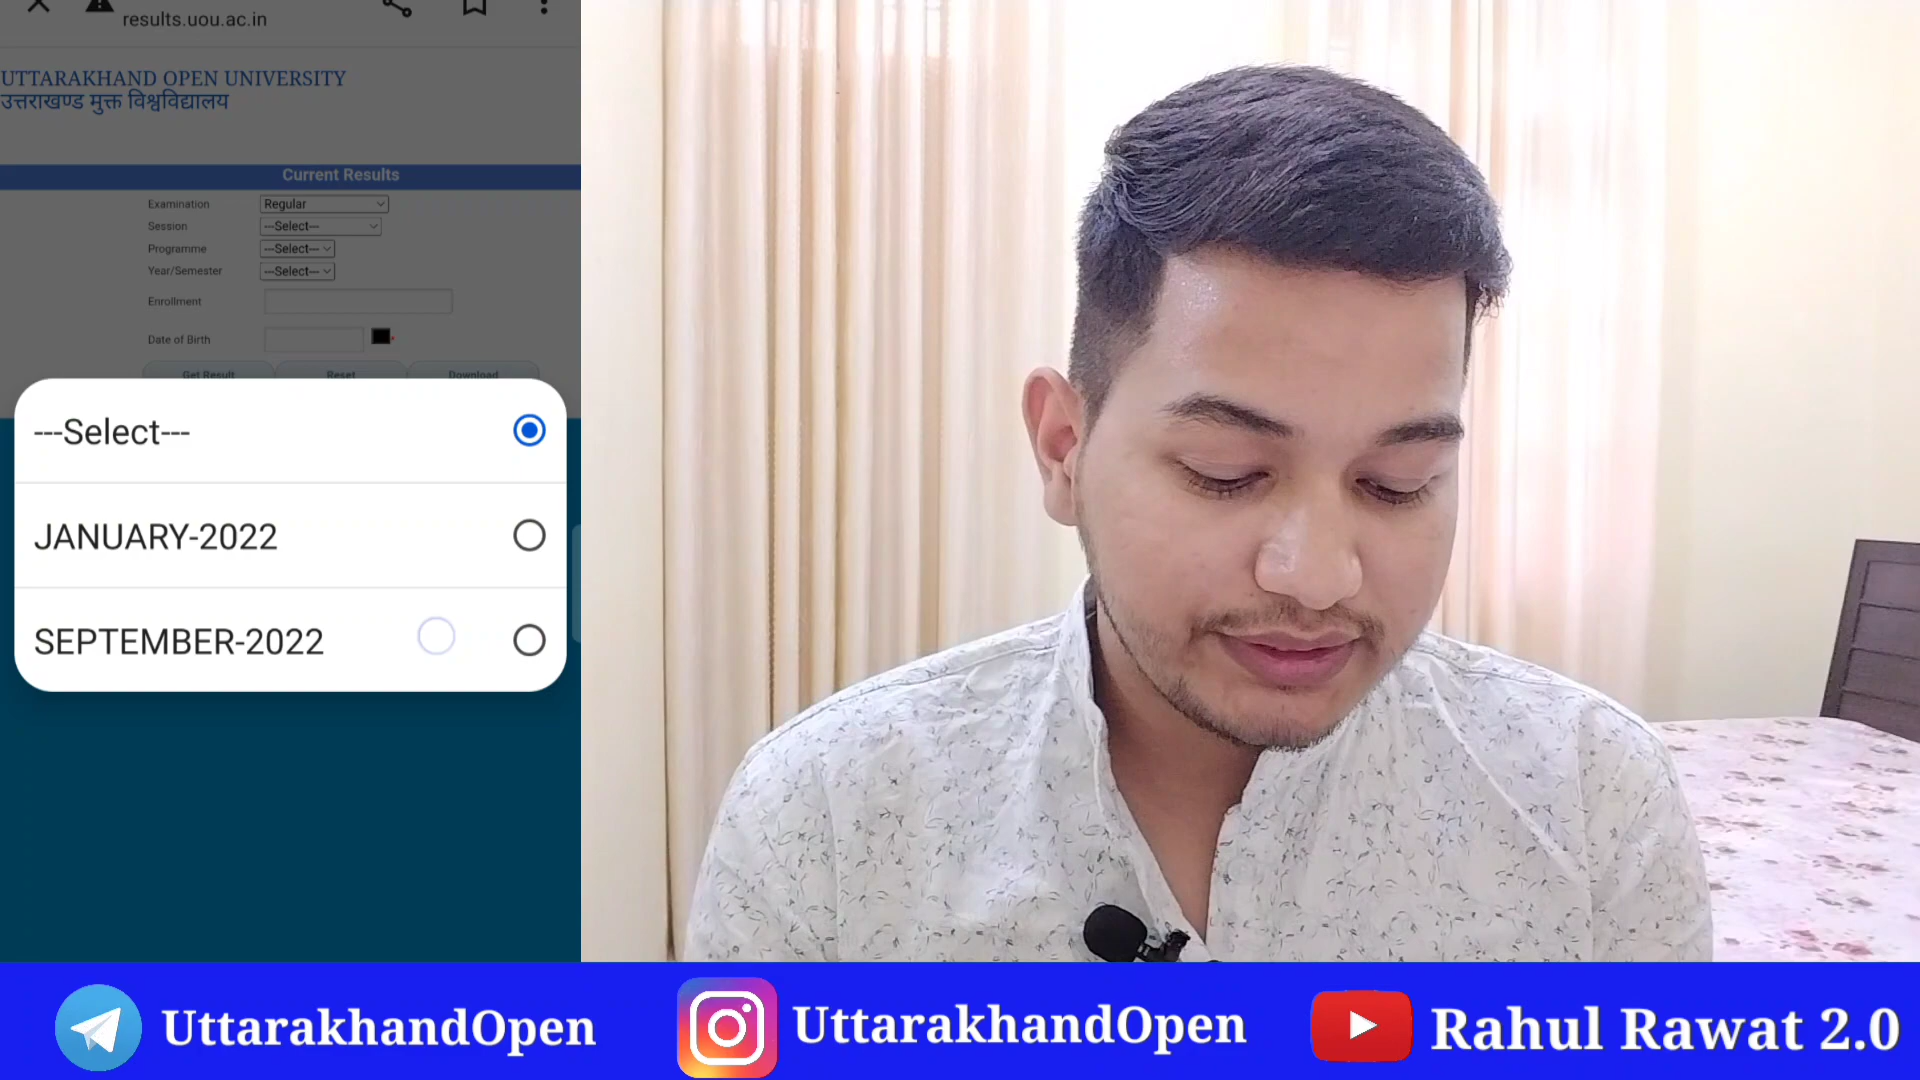 results.uou.ac.in
UTTARAKHAND OPEN UNIVERSITY
उत्तराखण्ड मुक्त विश्वविद्यालय
Current Results
Examination Regular
Session ---Select---
Programme ---Select---
Year/Semester ---Select---
Enrollment
Date of Birth *
Get Result Reset Download
---Select---
JANUARY-2022
SEPTEMBER-2022
UttarakhandOpen UttarakhandOpen Rahul Rawat 2.0